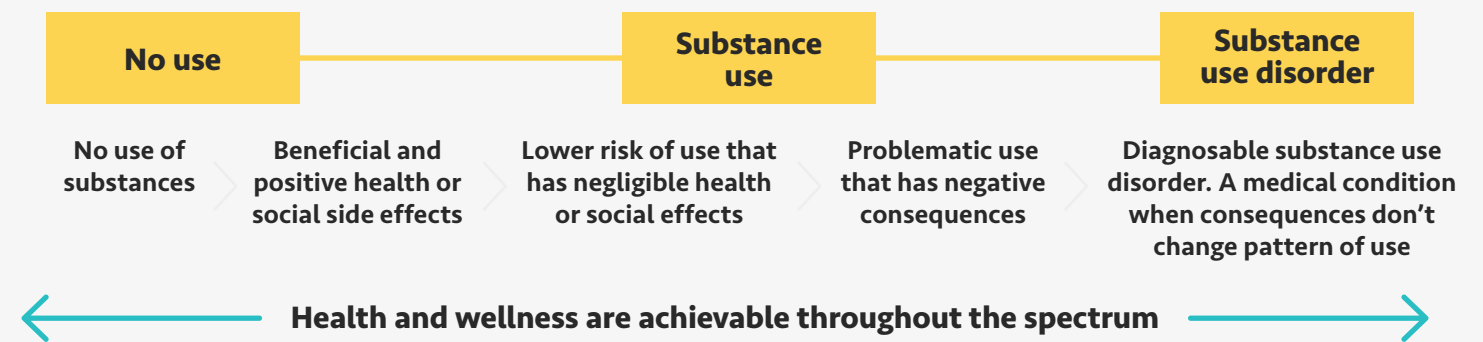 No use
Substance
use
Substance
use disorder
No use of
substances
Beneficial and
positive health or
social side effects
Lower risk of use that
has negligible health
or social effects
Problematic use
that has negative
consequences
Diagnosable substance use
disorder. A medical condition
when consequences don’t
change pattern of use
Health and wellness are achievable throughout the spectrum